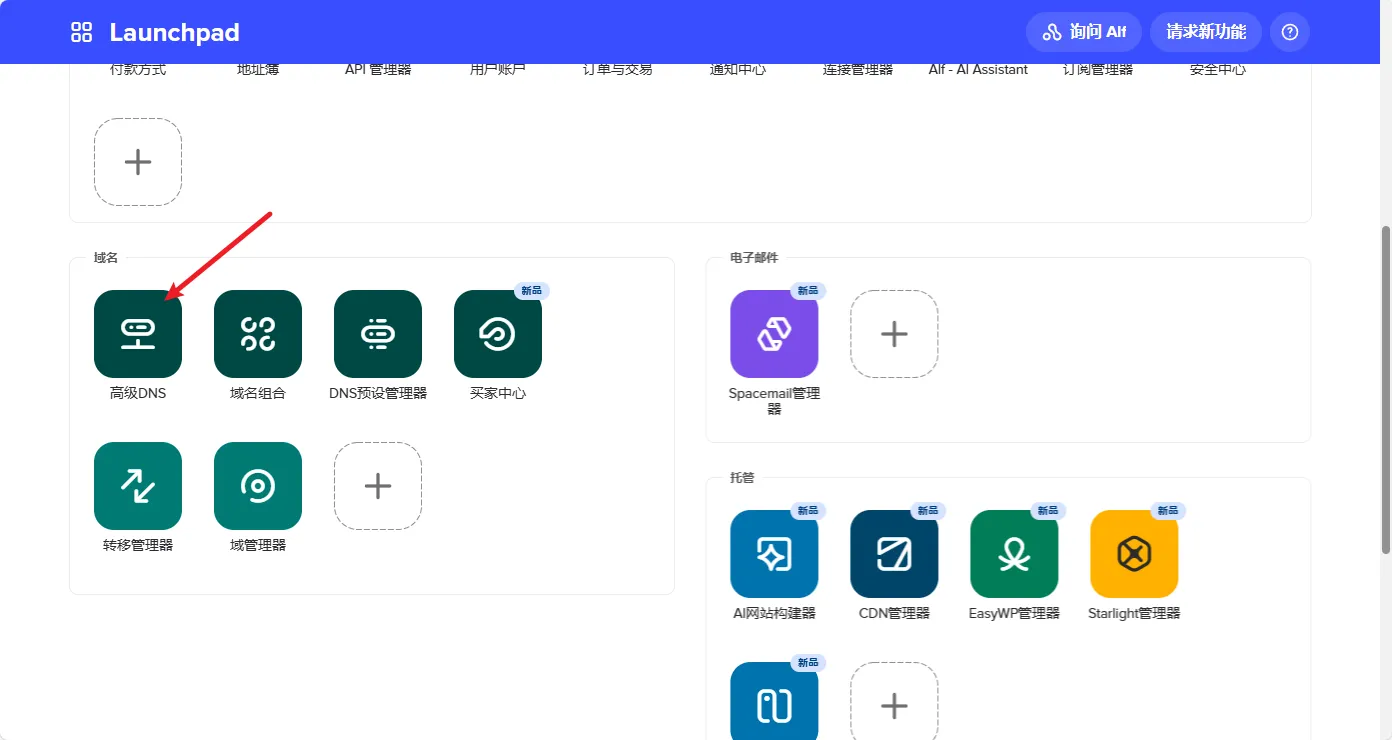 Launchpad
询问 Alf
请求新功能
付款方式
地址簿
API 管理器
用户账户
订单与交易
通知中心
连接管理器
Alf - AI Assistant
订阅管理器
安全中心
域名
高级DNS
域名组合
DNS预设管理器
新品
买家中心
转移管理器
域管理器
电子邮件
新品
Spacemail管理
器
托管
新品
AI网站构建器
新品
CDN管理器
新品
EasyWP管理器
新品
Starlight管理器
新品